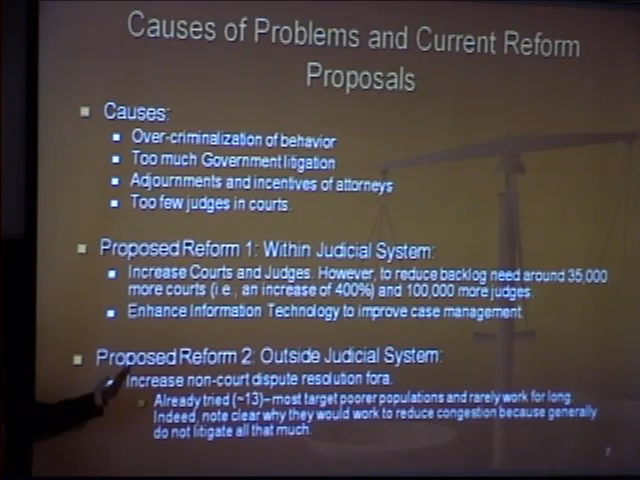 Causes of Problems and Current Reform
Proposals
Causes:
Over-criminalization of behavior
Too much Government litigation
Adjournments and incentives of attorneys
Too few judges in courts.
Proposed Reform 1: Within Judicial System:
Increase Courts and Judges. However, to reduce backlog need around 35,000
more courts (i.e., an increase of 400%) and 100,000 more judges.
Enhance Information Technology to improve case management.
Proposed Reform 2: Outside Judicial System:
Increase non-court dispute resolution fora.
Already tried (~13)–most target poorer populations and rarely work for long.
Indeed, note clear why they would work to reduce congestion because generally
do not litigate all that much.
7